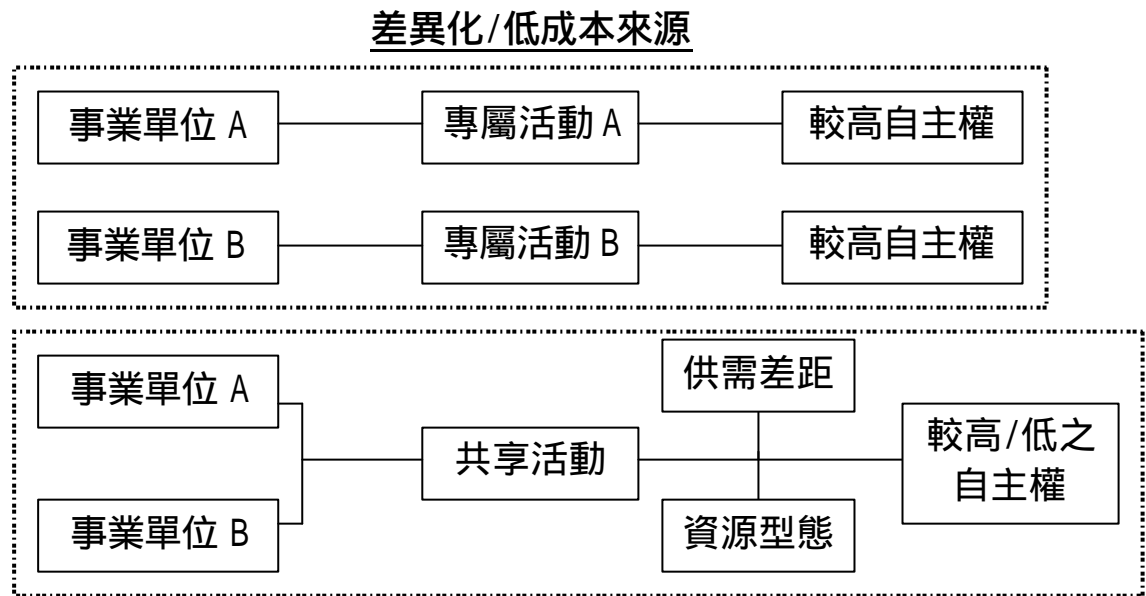 差異化/低成本來源
事業單位 A
專屬活動 A
較高自主權
事業單位 B
專屬活動 B
較高自主權
事業單位 A
事業單位 B
共享活動
供需差距
資源型態
較高/低之
自主權